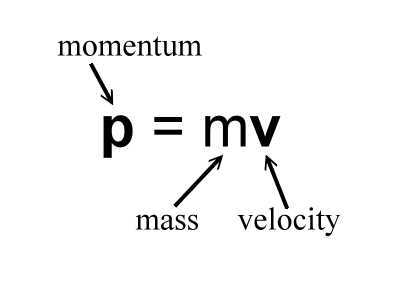 momentum
p = mv
mass velocity